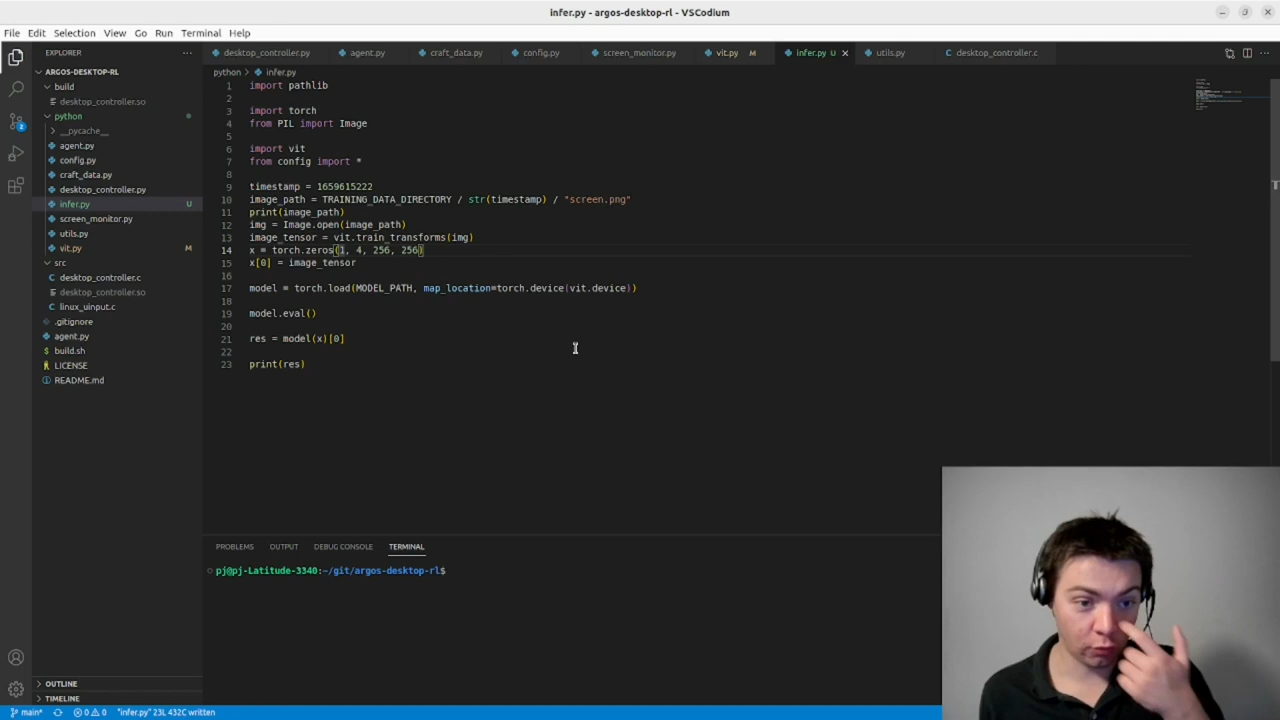 infer.py - argos-desktop-rl - VSCodium
File Edit Selection View Go Run Terminal Help
EXPLORER
ARGOS-DESKTOP-RL
build
desktop_controller.so
python
__pycache__
agent.py
config.py
craft_data.py
desktop_controller.py
infer.py U
screen_monitor.py
utils.py
vit.py M
src
desktop_controller.c
desktop_controller.so
linux_uinput.c
.gitignore
agent.py
build.sh
LICENSE
README.md
OUTLINE
TIMELINE
desktop_controller.py agent.py craft_data.py config.py screen_monitor.py vit.py M infer.py U utils.py desktop_controller.c
python > infer.py
1 import pathlib
2
3 import torch
4 from PIL import Image
5
6 import vit
7 from config import *
8
9 timestamp = 1659615222
10 image_path = TRAINING_DATA_DIRECTORY / str(timestamp) / "screen.png"
11 print(image_path)
12 img = Image.open(image_path)
13 image_tensor = vit.train_transforms(img)
14 x = torch.zeros(1, 4, 256, 256)
15 x[0] = image_tensor
16
17 model = torch.load(MODEL_PATH, map_location=torch.device(vit.device))
18
19 model.eval()
20
21 res = model(x)[0]
22
23 print(res)
PROBLEMS OUTPUT DEBUG CONSOLE TERMINAL
pj@pj-Latitude-3340:~/git/argos-desktop-rl$
main* 0 0 "infer.py" 23L 432C written